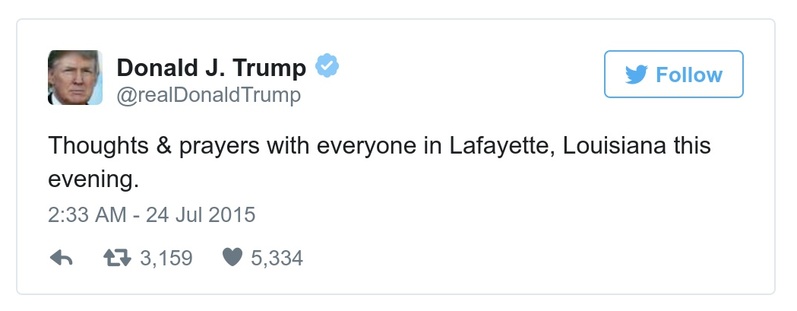 Donald J. Trump
@realDonaldTrump
Follow
Thoughts & prayers with everyone in Lafayette, Louisiana this
evening.
2:33 AM - 24 Jul 2015
3,159 5,334